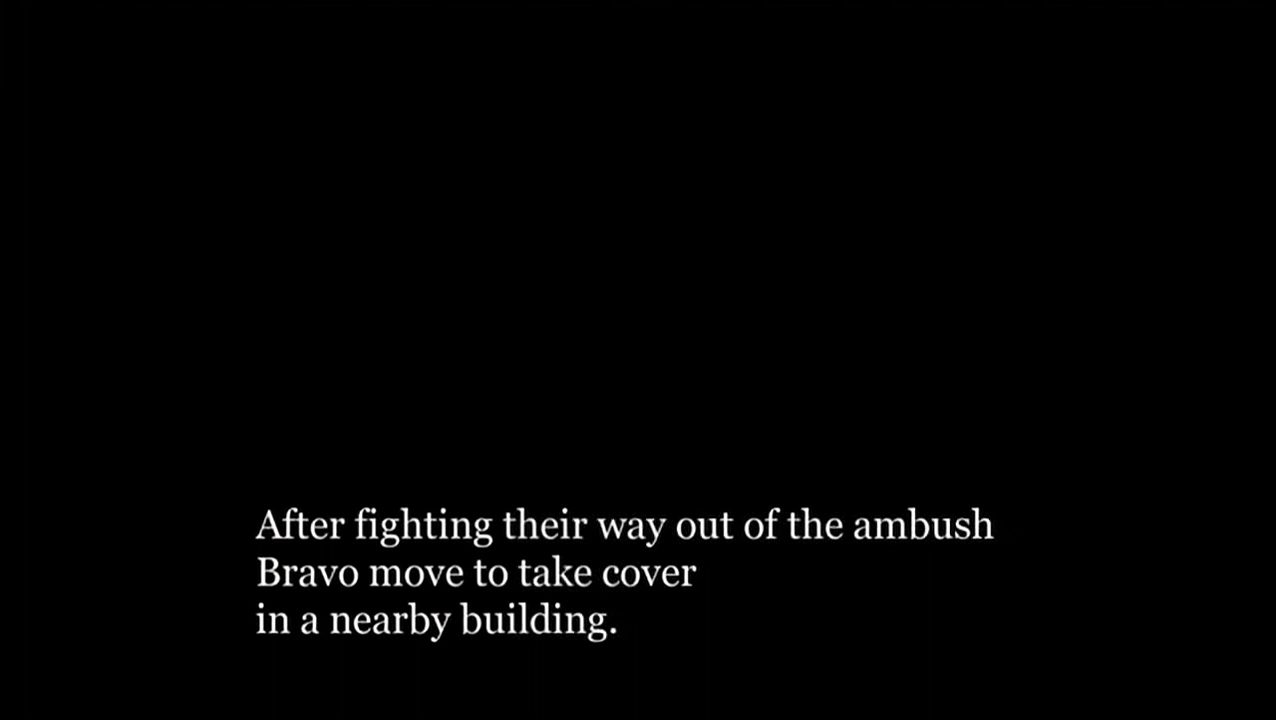 After fighting their way out of the ambush
Bravo move to take cover
in a nearby building.